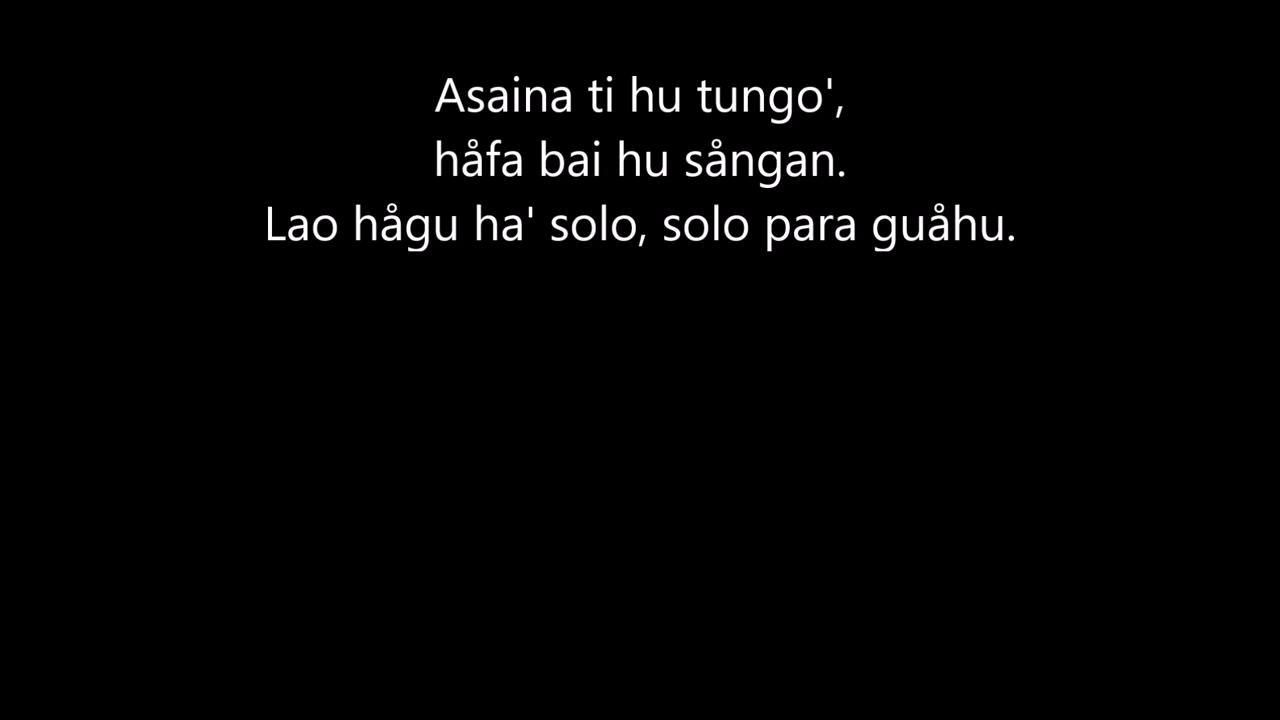 Asaina ti hu tungo',
håfa bai hu sångan.
Lao hågu ha' solo, solo para guåhu.